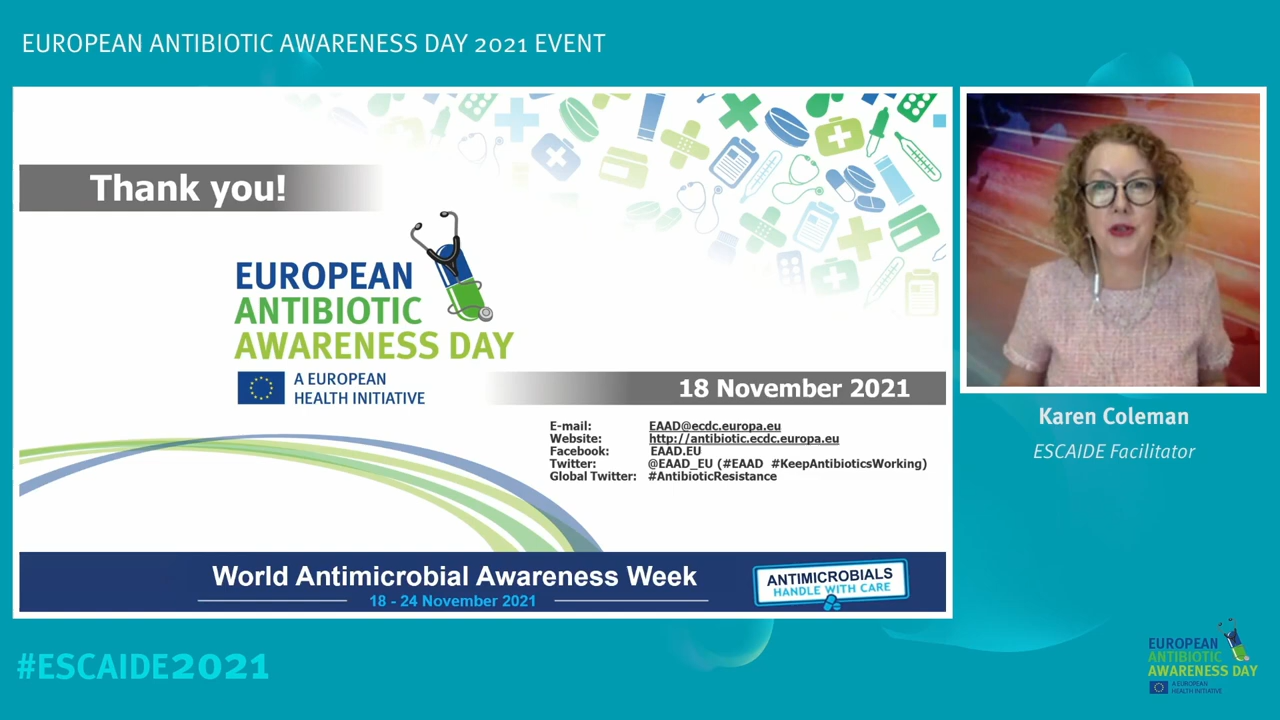 EUROPEAN ANTIBIOTIC AWARENESS DAY 2021 EVENT
Thank you!
EUROPEAN
ANTIBIOTIC
AWARENESS DAY
A EUROPEAN
HEALTH INITIATIVE
18 November 2021
E-mail: EAAD@ecdc.europa.eu
Website: http://antibiotic.ecdc.europa.eu
Facebook: EAAD.EU
Twitter: @EAAD_EU (#EAAD #KeepAntibioticsWorking)
Global Twitter: #AntibioticResistance
World Antimicrobial Awareness Week
18 - 24 November 2021
ANTIMICROBIALS
HANDLE WITH CARE
Karen Coleman
ESCAIDE Facilitator
#ESCAIDE2021
EUROPEAN
ANTIBIOTIC
AWARENESS DAY
A EUROPEAN
HEALTH INITIATIVE